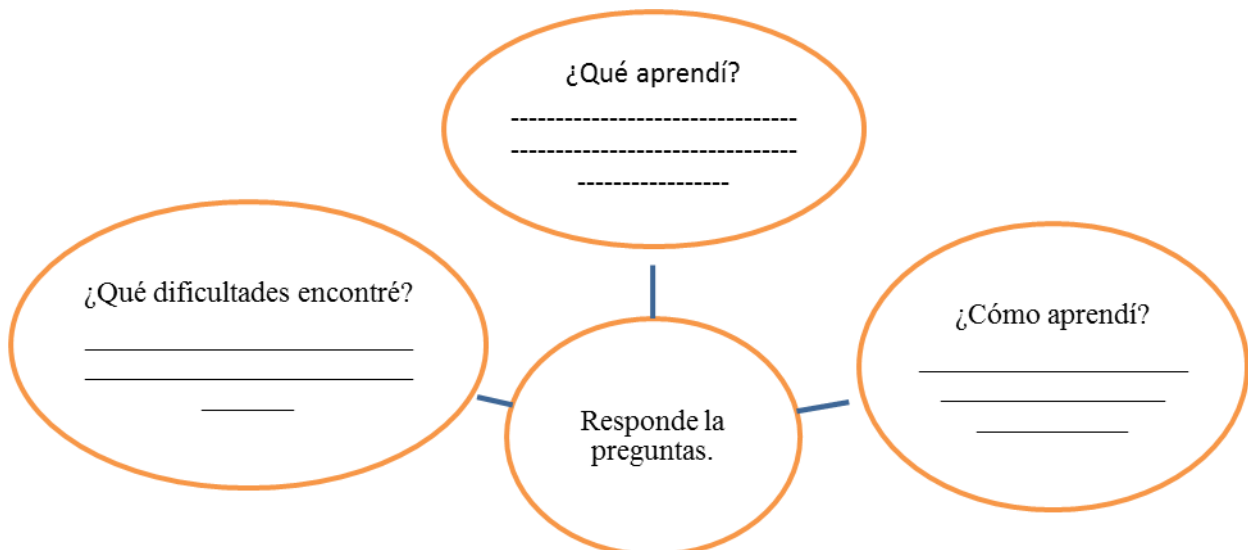 ¿Qué aprendí?
--------------------------------
--------------------------------
-----------------
¿Qué dificultades encontré?
¿Cómo aprendí?
Responde la
preguntas.